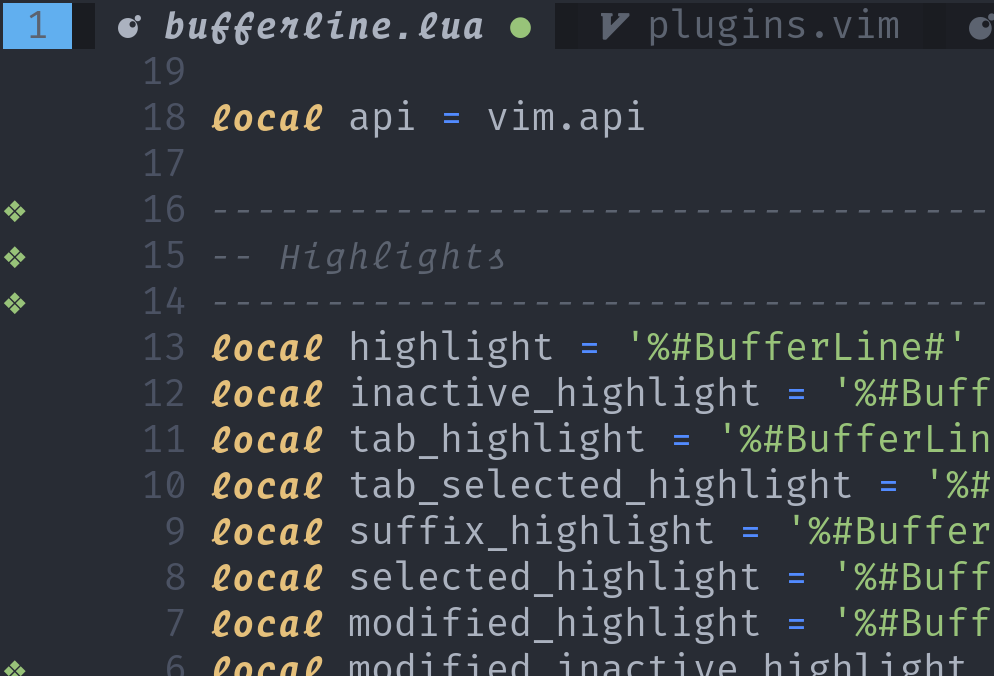 1 bufferline.lua plugins.vim
19
18 local api = vim.api
17
16 ----------------------------------
15 -- Highlights
14 ----------------------------------
13 local highlight = '%#BufferLine#'
12 local inactive_highlight = '%#Buff
11 local tab_highlight = '%#BufferLin
10 local tab_selected_highlight = '%#
9 local suffix_highlight = '%#Buffer
8 local selected_highlight = '%#Buff
7 local modified_highlight = '%#Buff
6 local modified_inactive_highlight